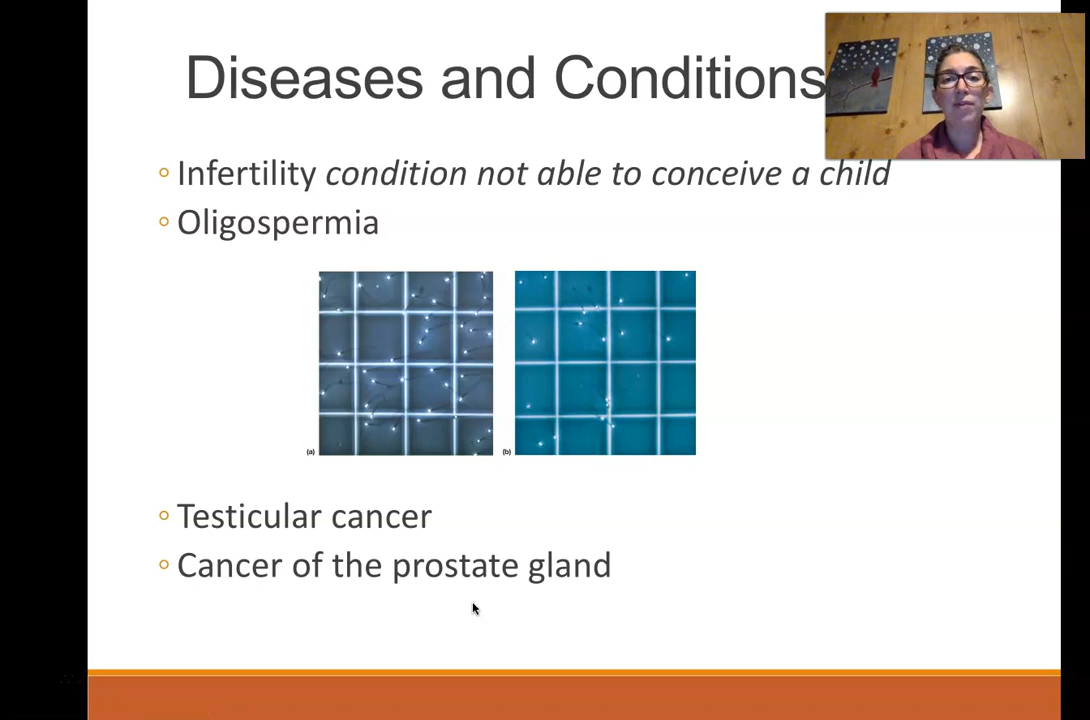 Diseases and Conditions
◦ Infertility condition not able to conceive a child
◦ Oligospermia
(a) (b)
◦ Testicular cancer
◦ Cancer of the prostate gland